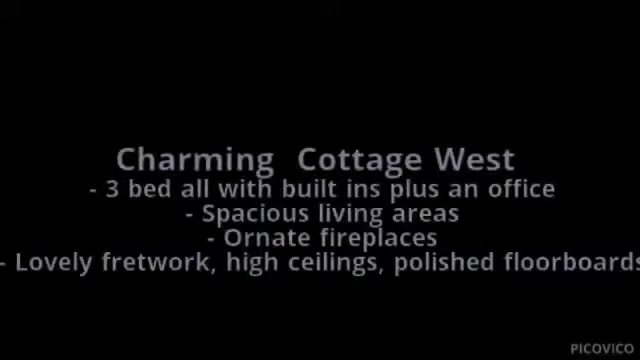 Charming Cottage West
- 3 bed all with built ins plus an office
- Spacious living areas
- Ornate fireplaces
- Lovely fretwork, high ceilings, polished floorboards
PICOVICO